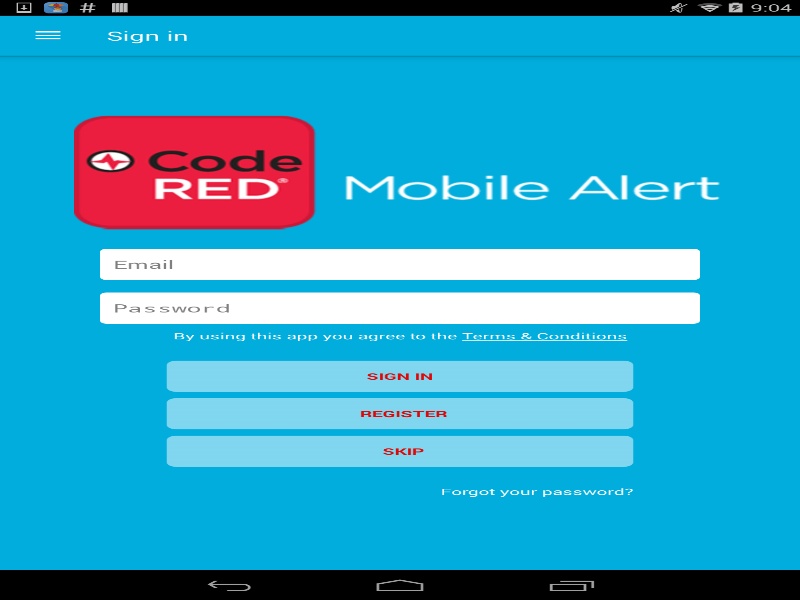 9:04
Sign in
Code
RED®
Mobile Alert
Email
Password
By using this app you agree to the Terms & Conditions
SIGN IN
REGISTER
SKIP
Forgot your password?